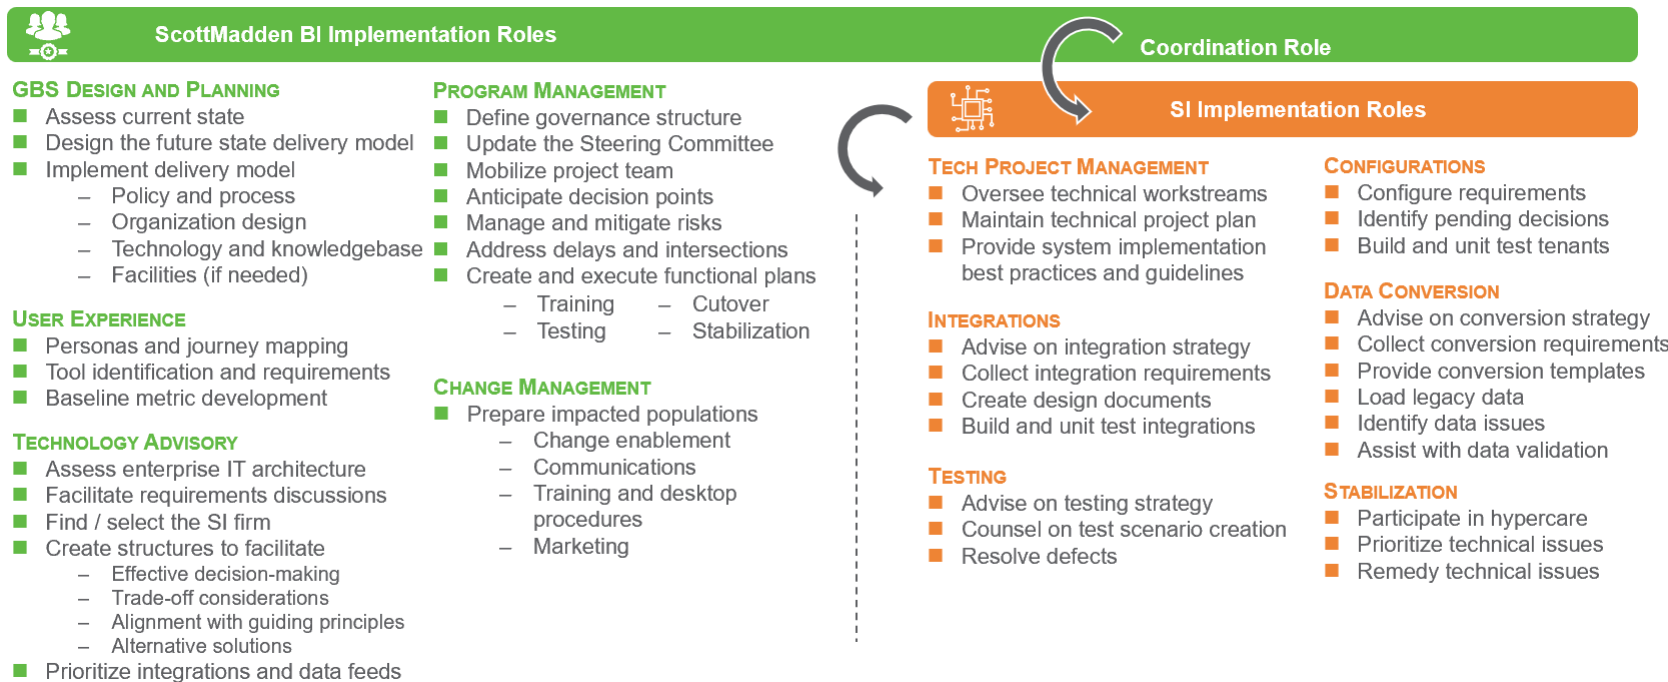 ScottMadden BI Implementation Roles
Coordination Role
GBS DESIGN AND PLANNING
Assess current state
Design the future state delivery model
Implement delivery model
– Policy and process
– Organization design
– Technology and knowledgebase
– Facilities (if needed)
USER EXPERIENCE
Personas and journey mapping
Tool identification and requirements
Baseline metric development
TECHNOLOGY ADVISORY
Assess enterprise IT architecture
Facilitate requirements discussions
Find / select the SI firm
Create structures to facilitate
– Effective decision-making
– Trade-off considerations
– Alignment with guiding principles
– Alternative solutions
Prioritize integrations and data feeds
PROGRAM MANAGEMENT
Define governance structure
Update the Steering Committee
Mobilize project team
Anticipate decision points
Manage and mitigate risks
Address delays and intersections
Create and execute functional plans
– Training – Cutover
– Testing – Stabilization
CHANGE MANAGEMENT
Prepare impacted populations
– Change enablement
– Communications
– Training and desktop
procedures
– Marketing
SI Implementation Roles
TECH PROJECT MANAGEMENT
Oversee technical workstreams
Maintain technical project plan
Provide system implementation
best practices and guidelines
INTEGRATIONS
Advise on integration strategy
Collect integration requirements
Create design documents
Build and unit test integrations
TESTING
Advise on testing strategy
Counsel on test scenario creation
Resolve defects
CONFIGURATIONS
Configure requirements
Identify pending decisions
Build and unit test tenants
DATA CONVERSION
Advise on conversion strategy
Collect conversion requirements
Provide conversion templates
Load legacy data
Identify data issues
Assist with data validation
STABILIZATION
Participate in hypercare
Prioritize technical issues
Remedy technical issues